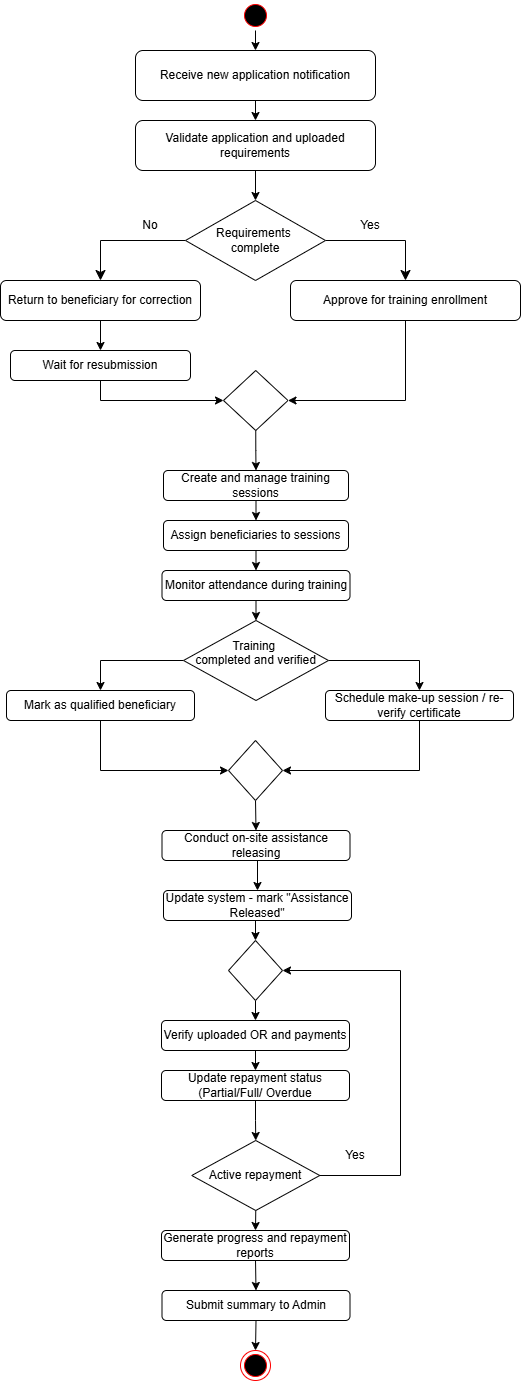 Receive new application notification
Validate application and uploaded
requirements
Requirements
complete
No
Yes
Return to beneficiary for correction
Approve for training enrollment
Wait for resubmission
Create and manage training
sessions
Assign beneficiaries to sessions
Monitor attendance during training
Training
completed and verified
Mark as qualified beneficiary
Schedule make-up session / re-
verify certificate
Conduct on-site assistance
releasing
Update system - mark "Assistance
Released"
Verify uploaded OR and payments
Update repayment status
(Partial/Full/ Overdue
Active repayment
Yes
Generate progress and repayment
reports
Submit summary to Admin